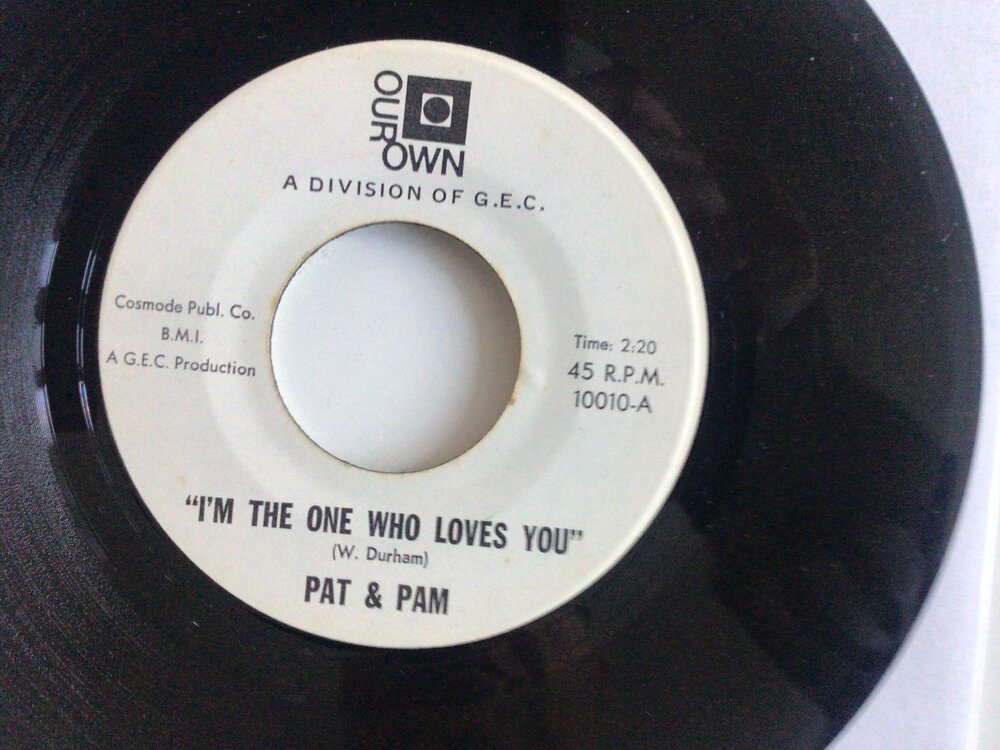 OUR
OWN
A DIVISION OF G.E.C.
Cosmode Publ. Co.
B.M.I.
A G.E.C. Production
Time: 2:20
45 R.P.M.
10010-A
"I'M THE ONE WHO LOVES YOU"
(W. Durham)
PAT & PAM